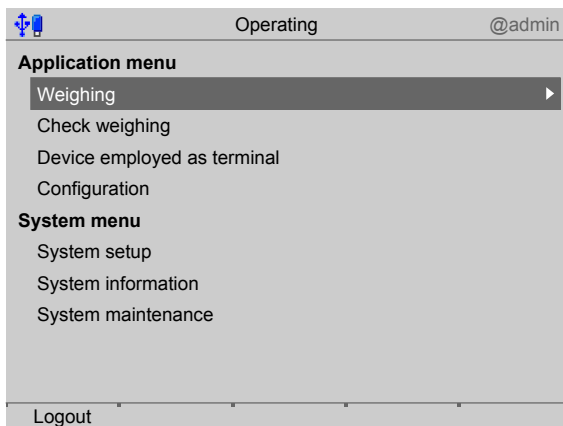 Operating @admin
Application menu
Weighing
Check weighing
Device employed as terminal
Configuration
System menu
System setup
System information
System maintenance
Logout